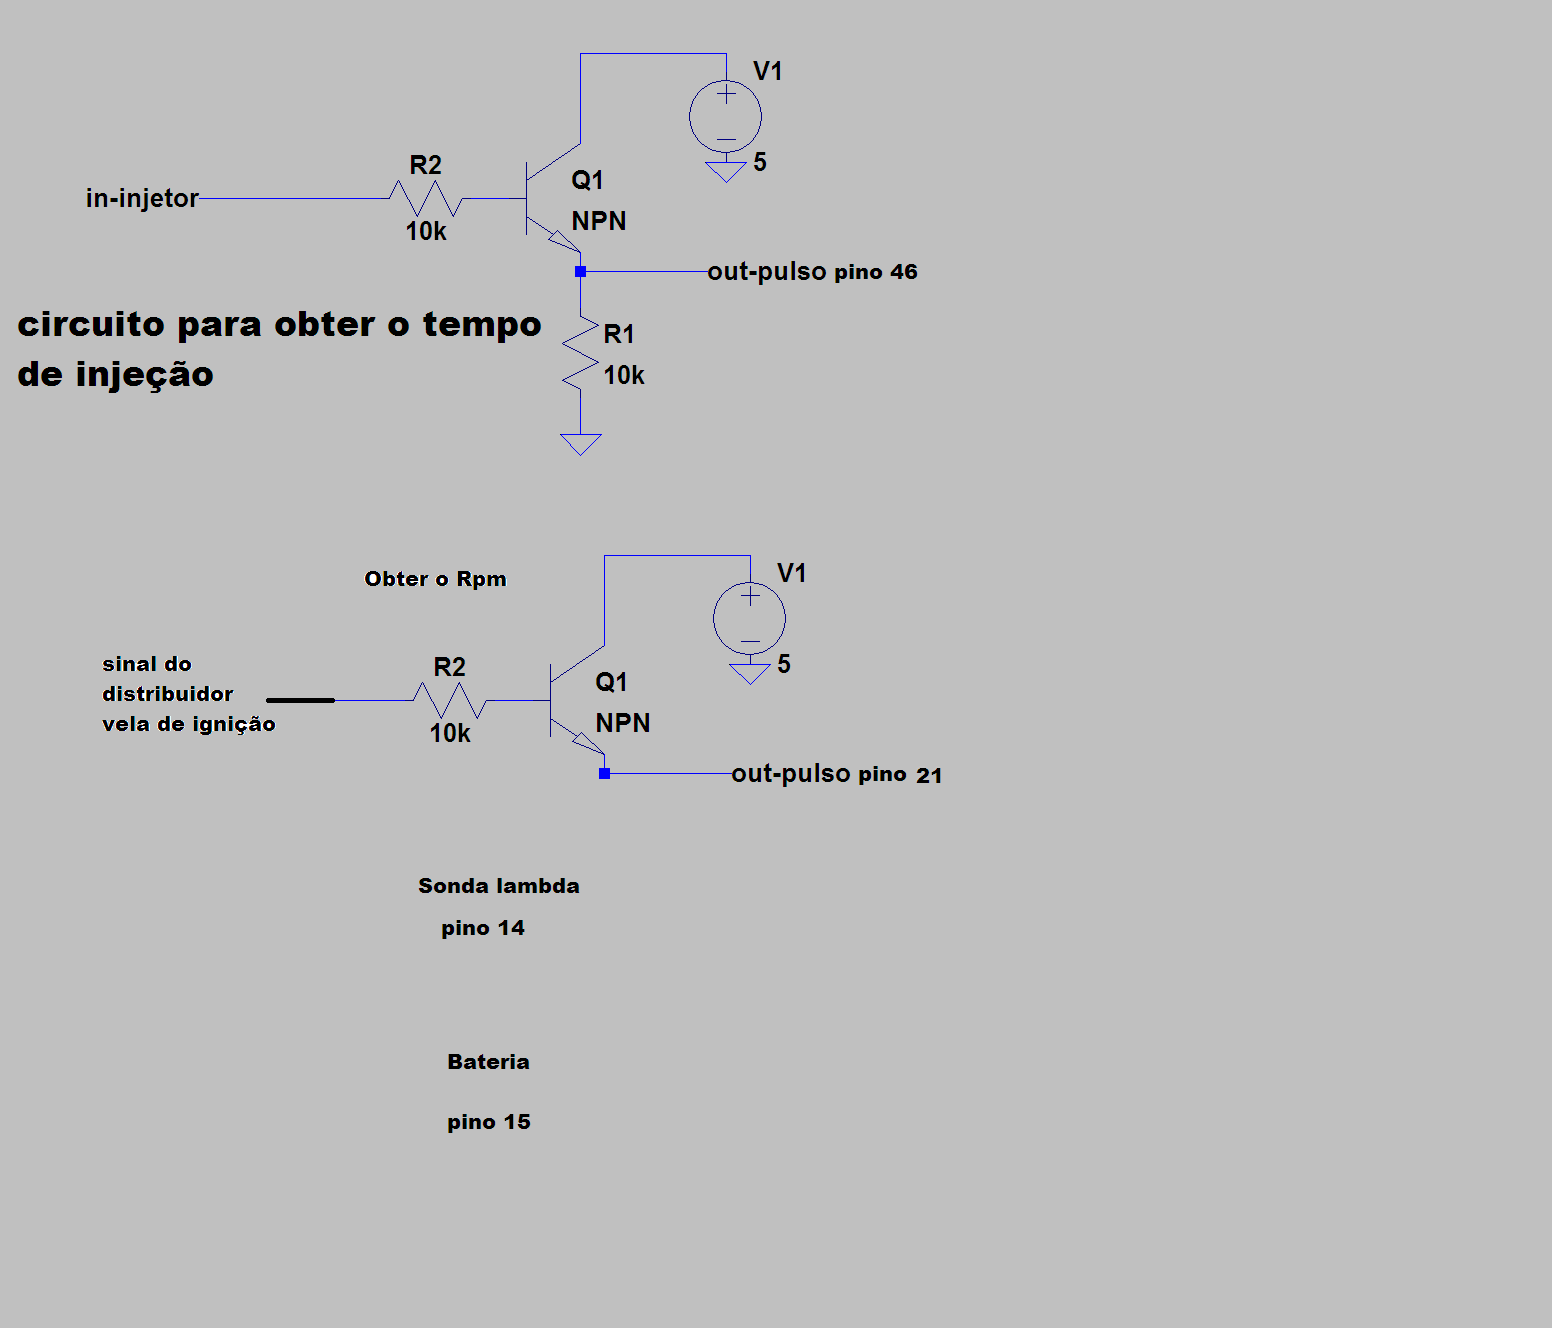 V1
5
R2
10k
Q1
NPN
in-injetor
out-pulso pino 46
circuito para obter o tempo
de injeção
R1
10k
Obter o Rpm
V1
5
sinal do
distribuidor
vela de ignição
R2
10k
Q1
NPN
out-pulso pino 21
Sonda lambda
pino 14
Bateria
pino 15